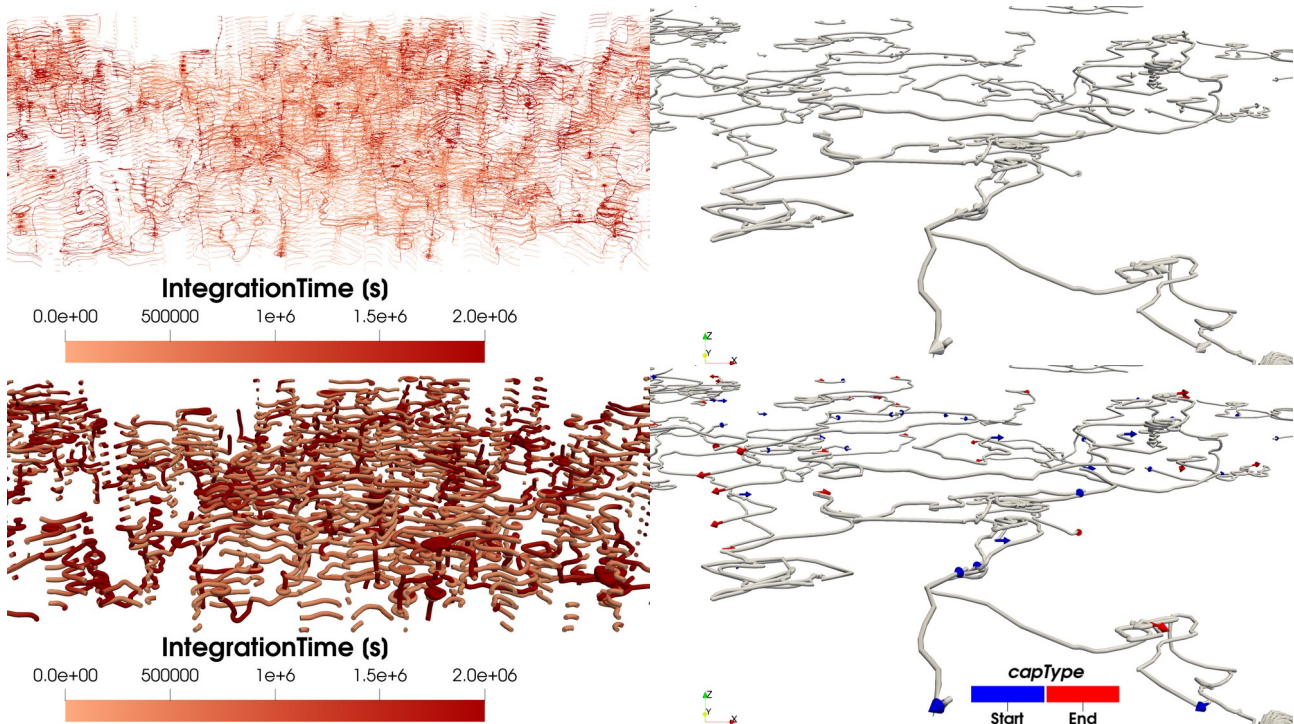 IntegrationTime (s)
0.0e+00 500000 1e+6 1.5e+6 2.0e+06
Z
Y
X
IntegrationTime (s)
0.0e+00 500000 1e+6 1.5e+6 2.0e+06
Z
Y
X
capType
Start End